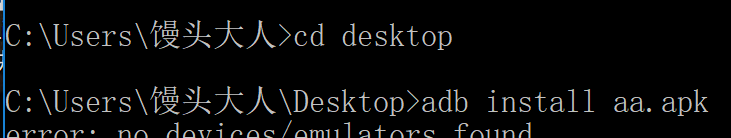 C:\Users\馒头大人>cd desktop
C:\Users\馒头大人\Desktop>adb install aa.apk
error: no devices/emulators found